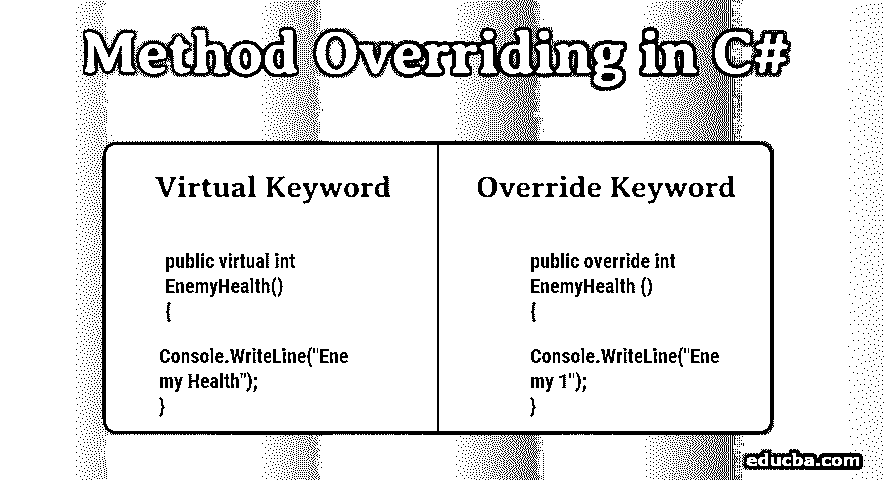 Method Overriding in C#
Virtual Keyword
public virtual int
EnemyHealth()
{
Console.WriteLine("Ene
my Health");
}
Override Keyword
public override int
EnemyHealth ()
{
Console.WriteLine("Ene
my 1");
}
educba.com